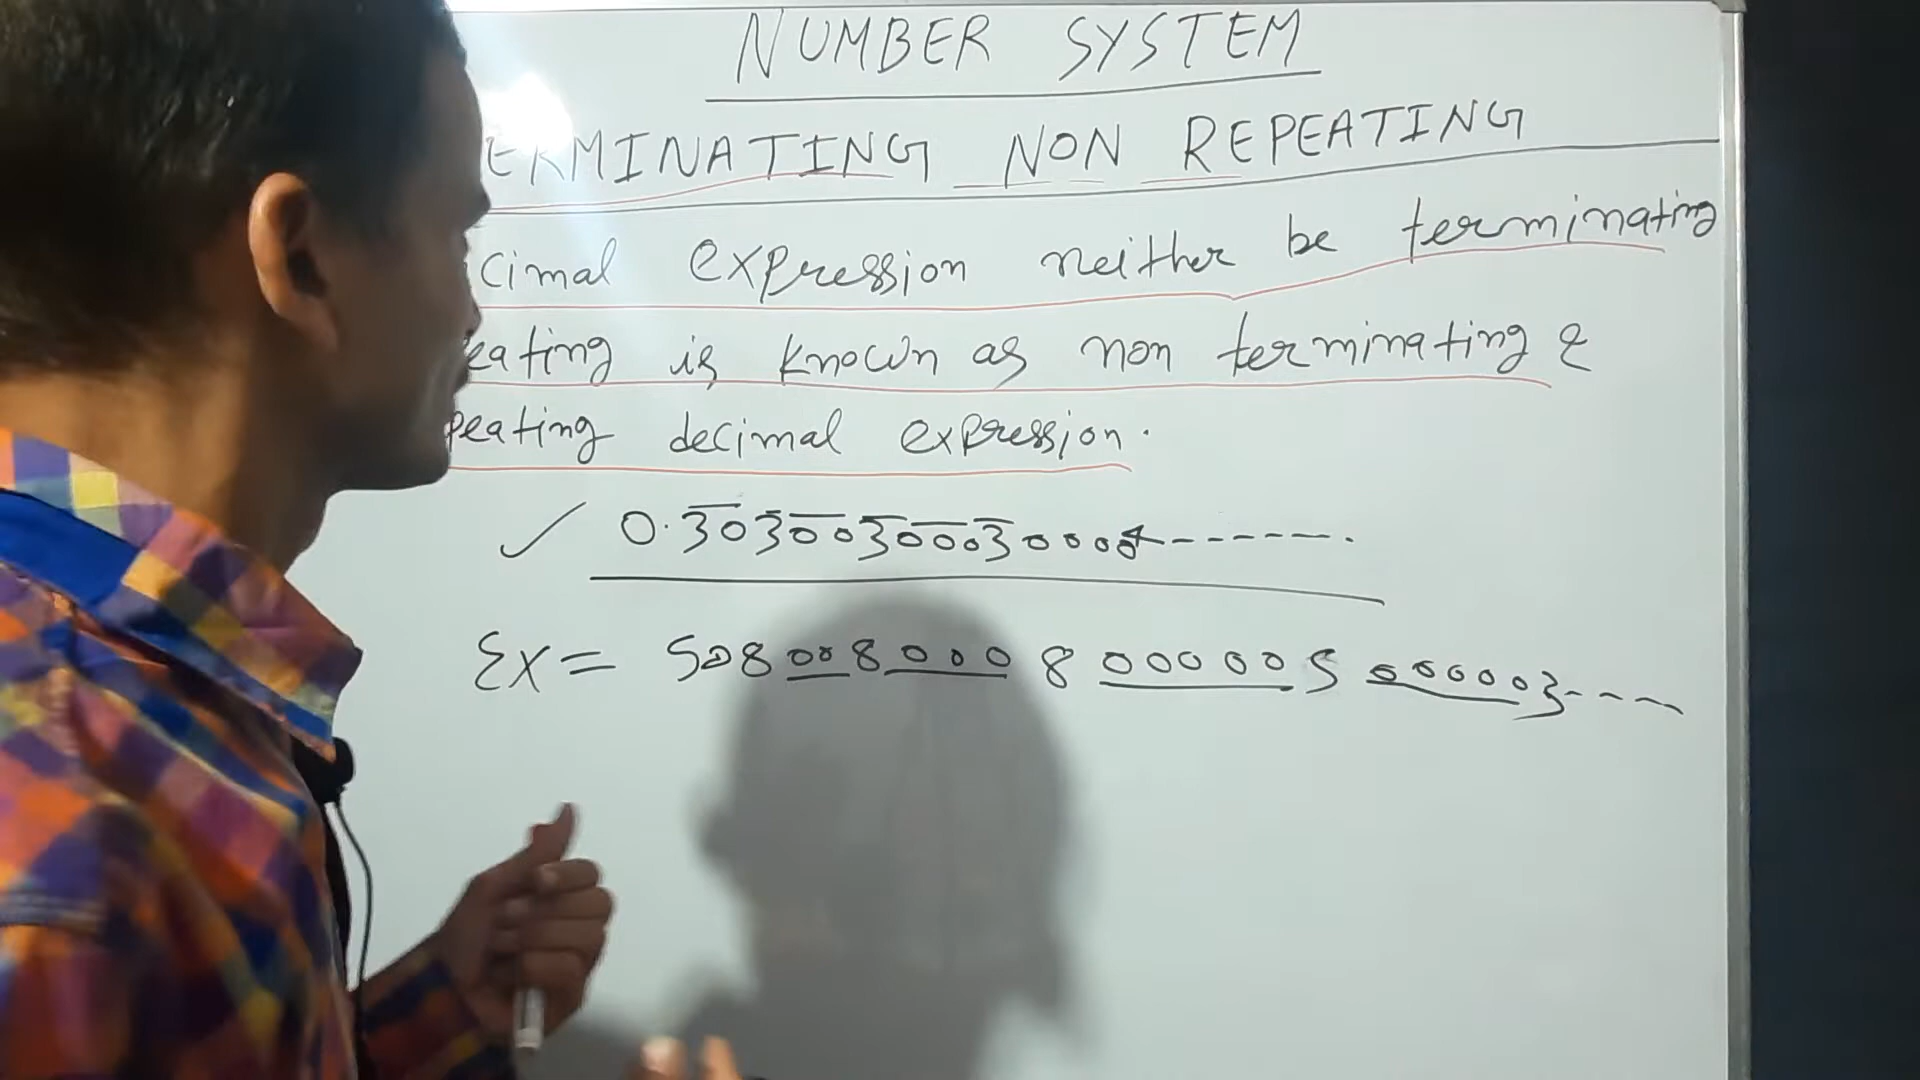 NUMBER SYSTEM
ERMINATING NON REPEATING
cimal expression neither be terminating
eating is known as non terminating &
peating decimal expression.
✓ 0.30300300030000-------.
Ex= 5080080008000005000003----